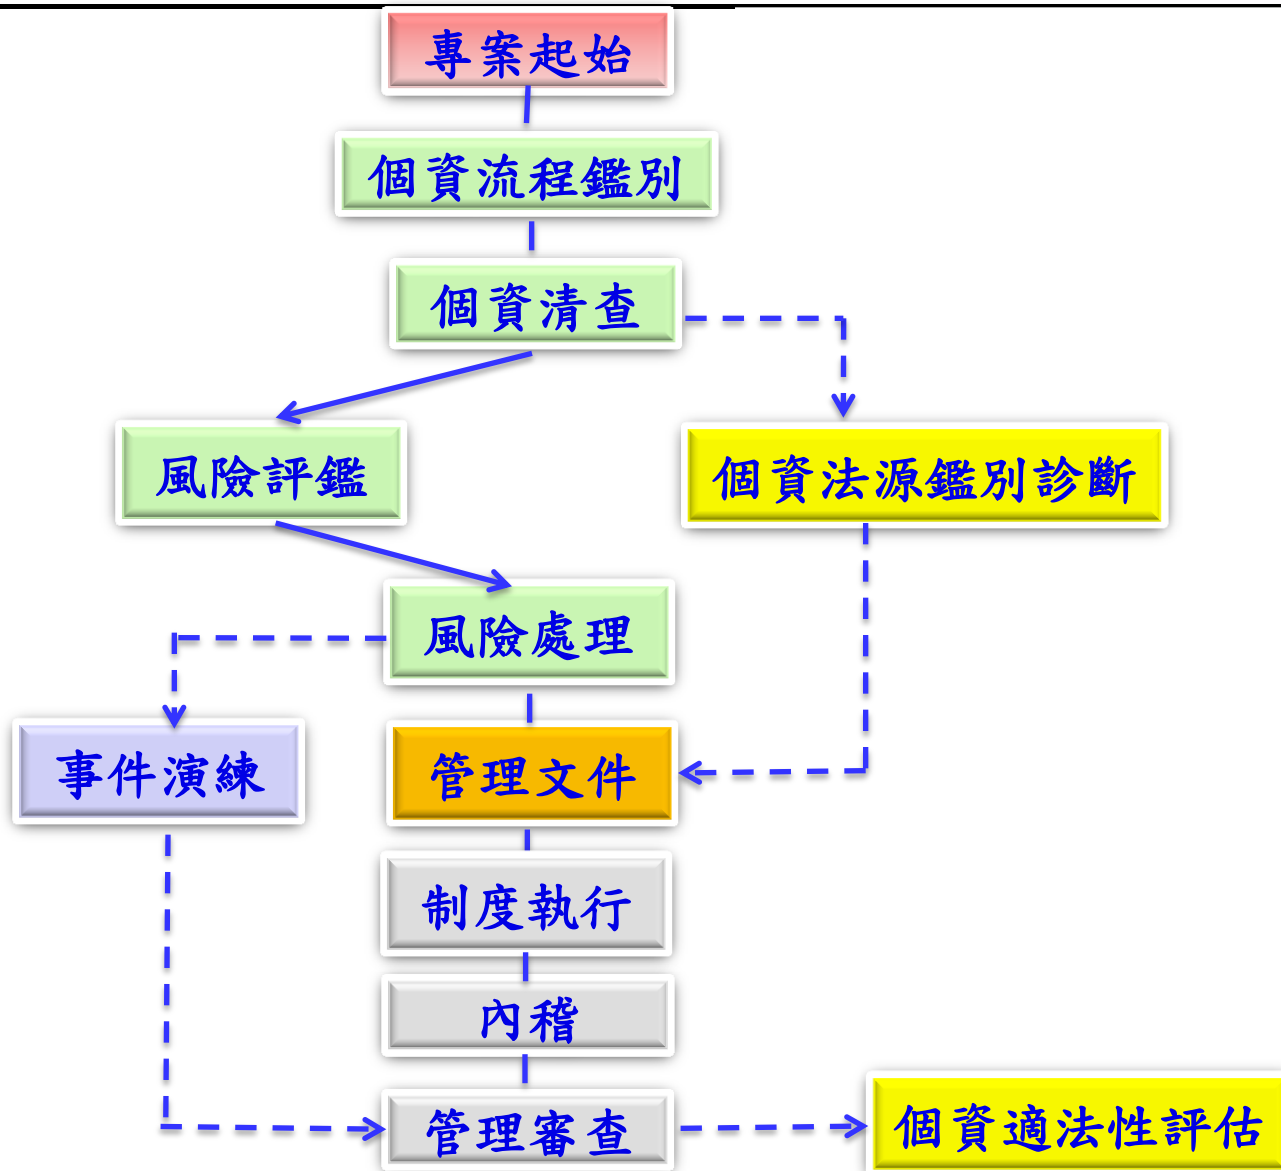 專案起始
個資流程鑑別
個資清查
風險評鑑
個資法源鑑別診斷
風險處理
事件演練
管理文件
制度執行
內稽
管理審查
個資適法性評估